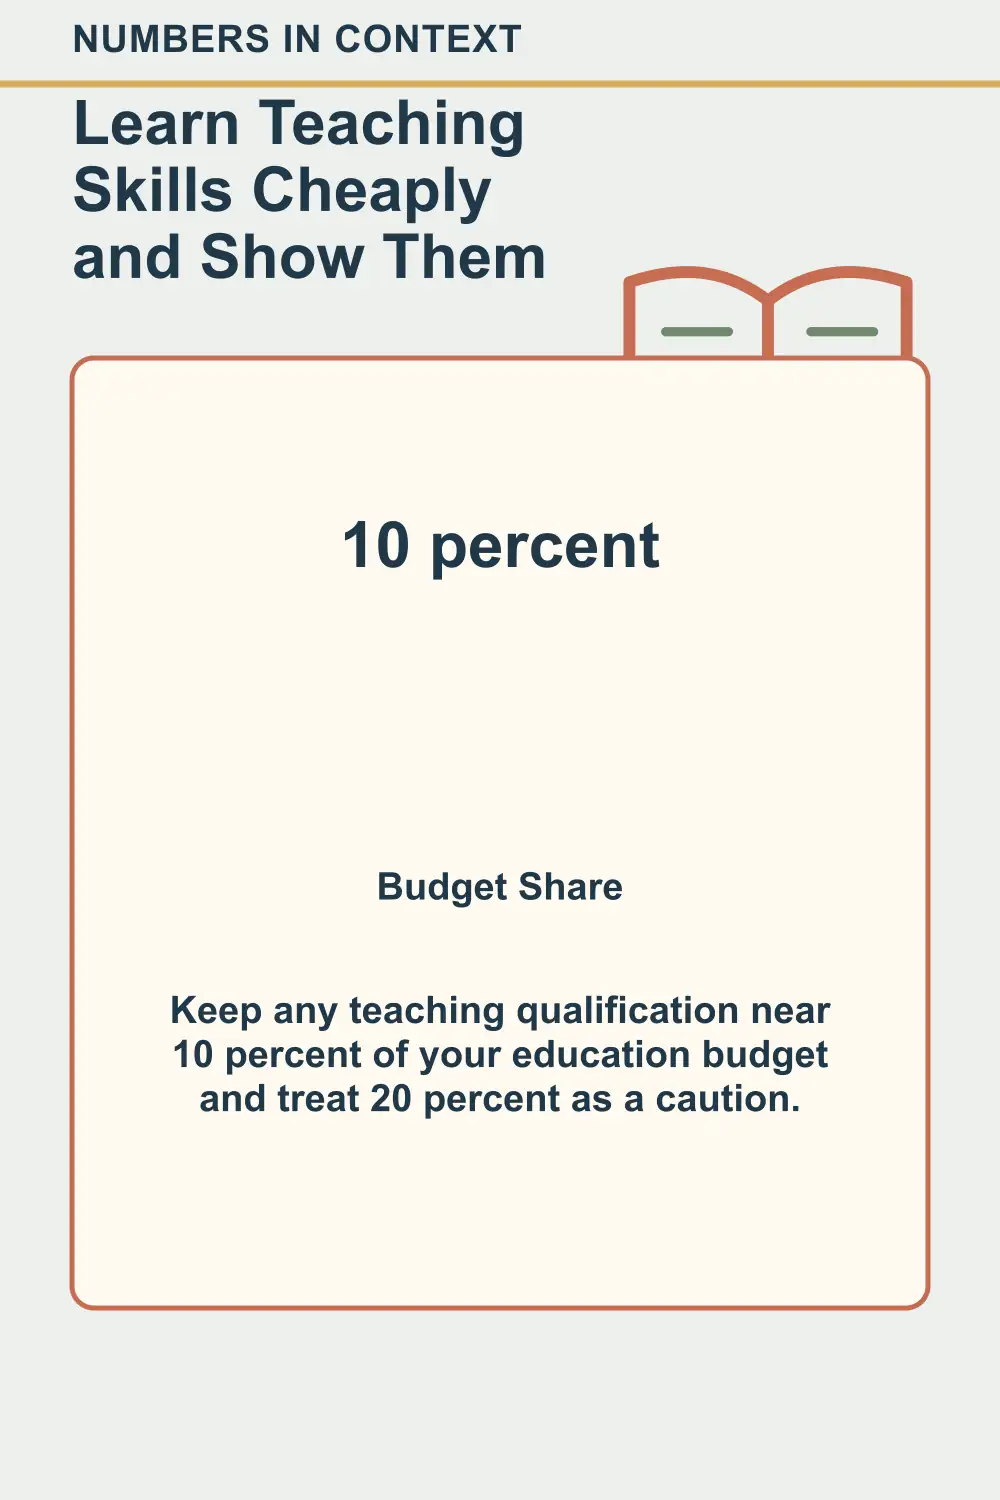 NUMBERS IN CONTEXT
Learn Teaching
Skills Cheaply
and Show Them
10 percent
Budget Share
Keep any teaching qualification near
10 percent of your education budget
and treat 20 percent as a caution.